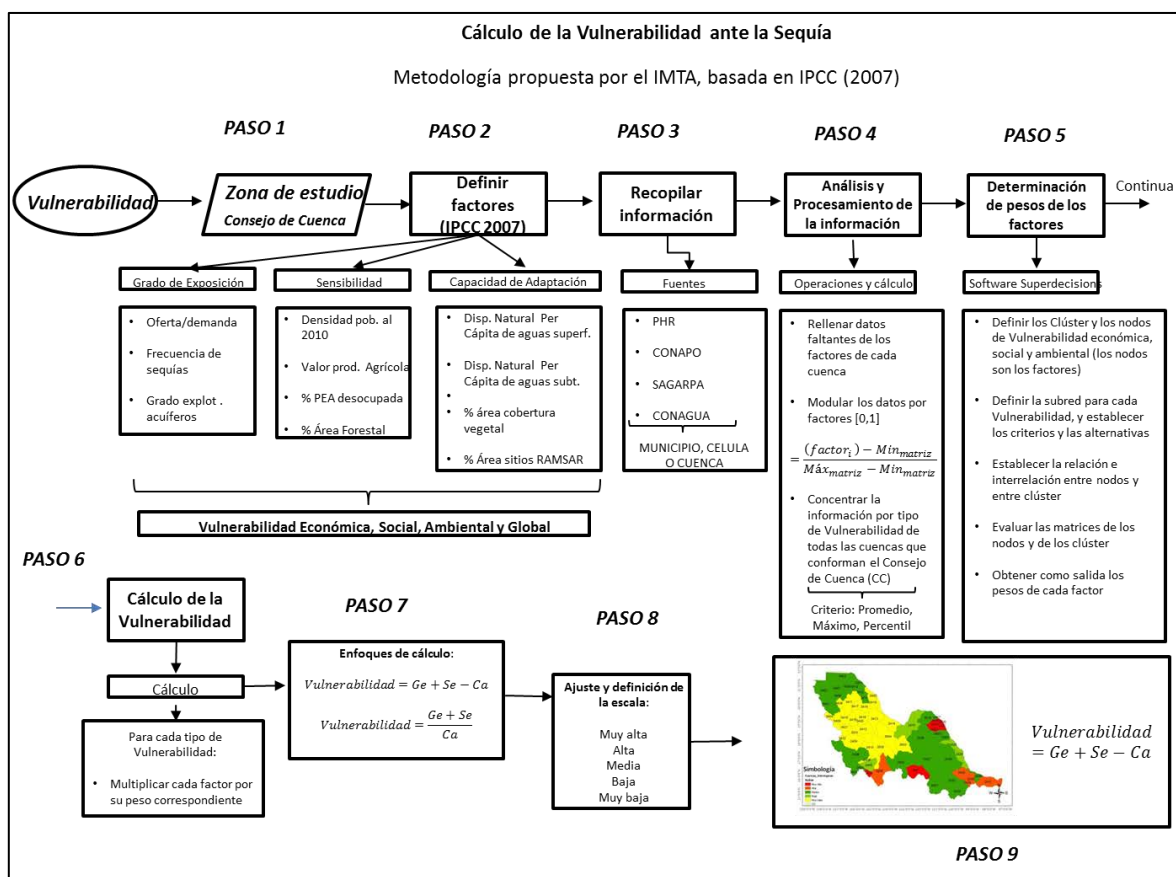 Cálculo de la Vulnerabilidad ante la Sequía
Metodología propuesta por el IMTA, basada en IPCC (2007)
PASO 1
PASO 2
PASO 3
PASO 4
PASO 5
Vulnerabilidad
Zona de estudio
Consejo de Cuenca
Definir
factores
(IPCC 2007)
Recopilar
información
Análisis y
Procesamiento de
la información
Determinación
de pesos de los
factores
Continua
Grado de Exposición
Sensibilidad
Capacidad de Adaptación
Fuentes
Operaciones y cálculo
Software Superdecisions
• Oferta/demanda
• Frecuencia de
sequías
• Grado explot .
acuíferos
• Densidad pob. al
2010
• Valor prod. Agrícola
• % PEA desocupada
• % Área Forestal
• Disp. Natural Per
Cápita de aguas superf.
• Disp. Natural Per
Cápita de aguas subt.
•
• % área cobertura
vegetal
• % Área sitios RAMSAR
• PHR
• CONAPO
• SAGARPA
• CONAGUA
MUNICIPIO, CELULA
O CUENCA
• Rellenar datos
faltantes de los
factores de cada
cuenca
• Modular los datos por
factores [0,1]
= (factor_i) − Min_matriz / Máx_matriz − Min_matriz
• Concentrar la
información por tipo
de Vulnerabilidad de
todas las cuencas que
conforman el Consejo
de Cuenca (CC)
Criterio: Promedio,
Máximo, Percentil
• Definir los Clúster y los nodos
de Vulnerabilidad económica,
social y ambiental (los nodos
son los factores)
• Definir la subred para cada
Vulnerabilidad, y establecer
los criterios y las alternativas
• Establecer la relación e
interrelación entre nodos y
entre clúster
• Evaluar las matrices de los
nodos y de los clúster
• Obtener como salida los
pesos de cada factor
Vulnerabilidad Económica, Social, Ambiental y Global
PASO 6
Cálculo de la
Vulnerabilidad
Cálculo
Para cada tipo de
Vulnerabilidad:
• Multiplicar cada factor por
su peso correspondiente
PASO 7
Enfoques de cálculo:
Vulnerabilidad = Ge + Se − Ca
Vulnerabilidad = Ge + Se / Ca
PASO 8
Ajuste y definición de
la escala:
Muy alta
Alta
Media
Baja
Muy baja
Simbología
Vulnerabilidad
= Ge + Se − Ca
PASO 9